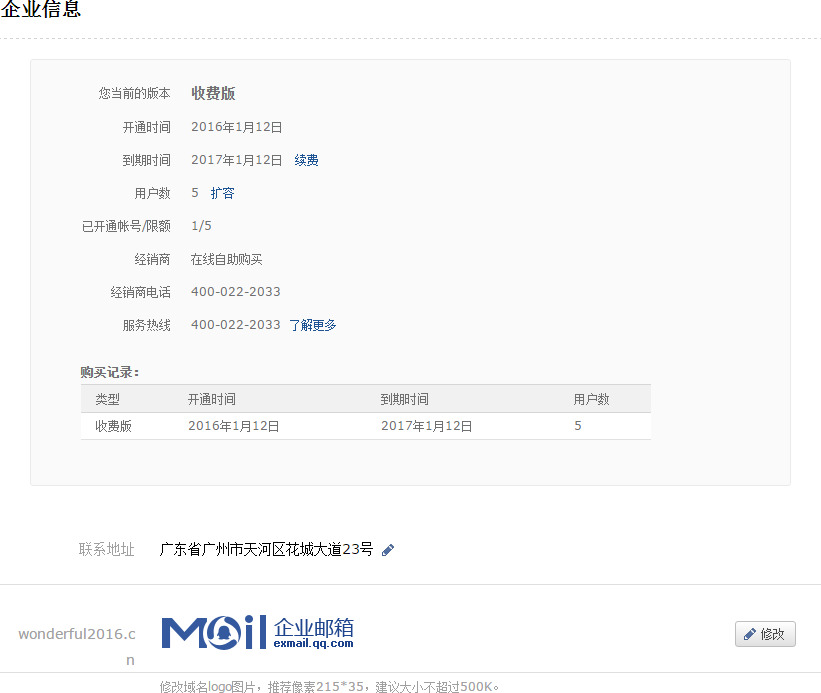 企业信息
您当前的版本 收费版
开通时间 2016年1月12日
到期时间 2017年1月12日 续费
用户数 5 扩容
已开通帐号/限额 1/5
经销商 在线自助购买
经销商电话 400-022-2033
服务热线 400-022-2033 了解更多
购买记录:
类型 开通时间 到期时间 用户数
收费版 2016年1月12日 2017年1月12日 5
联系地址 广东省广州市天河区花城大道23号
Mail 企业邮箱
exmail.qq.com
wonderful2016.c
n
修改
修改域名logo图片，推荐像素215*35，建议大小不超过500K。